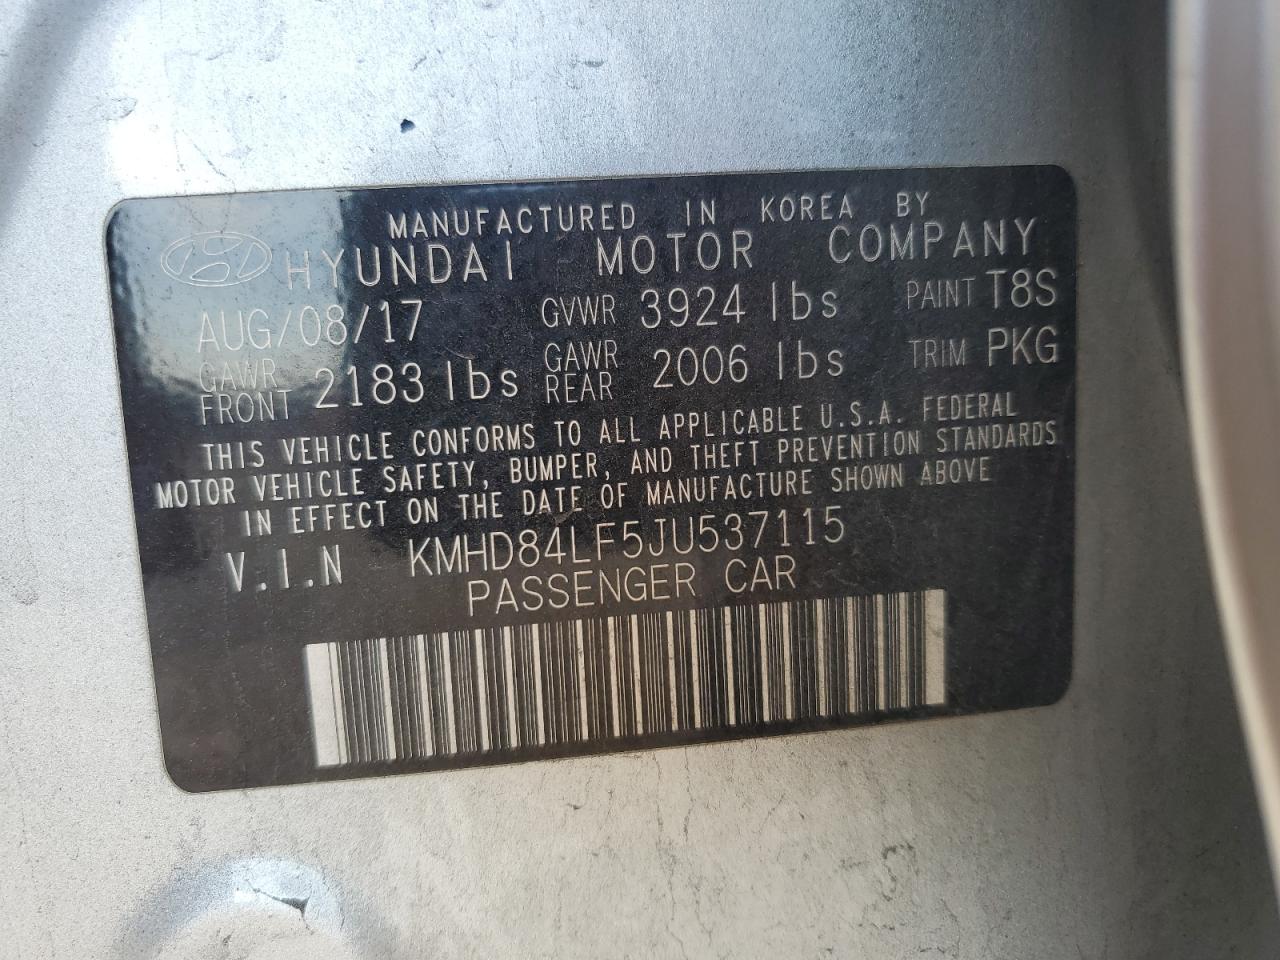 MANUFACTURED IN KOREA BY
HYUNDAI MOTOR COMPANY
AUG/08/17 GVWR 3924 lbs PAINT T8S
GAWR FRONT 2183 lbs GAWR REAR 2006 lbs TRIM PKG
THIS VEHICLE CONFORMS TO ALL APPLICABLE U.S.A. FEDERAL
MOTOR VEHICLE SAFETY, BUMPER, AND THEFT PREVENTION STANDARDS
IN EFFECT ON THE DATE OF MANUFACTURE SHOWN ABOVE
V.I.N KMHD84LF5JU537115
PASSENGER CAR